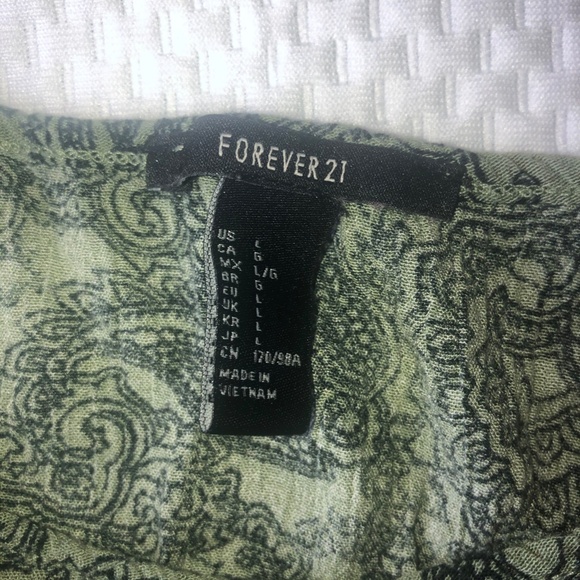 FOREVER 21
US L
CA G
MX L/G
BR G
EU L
UK L
KR L
JP L
CN 170/98A
MADE IN
VIETNAM